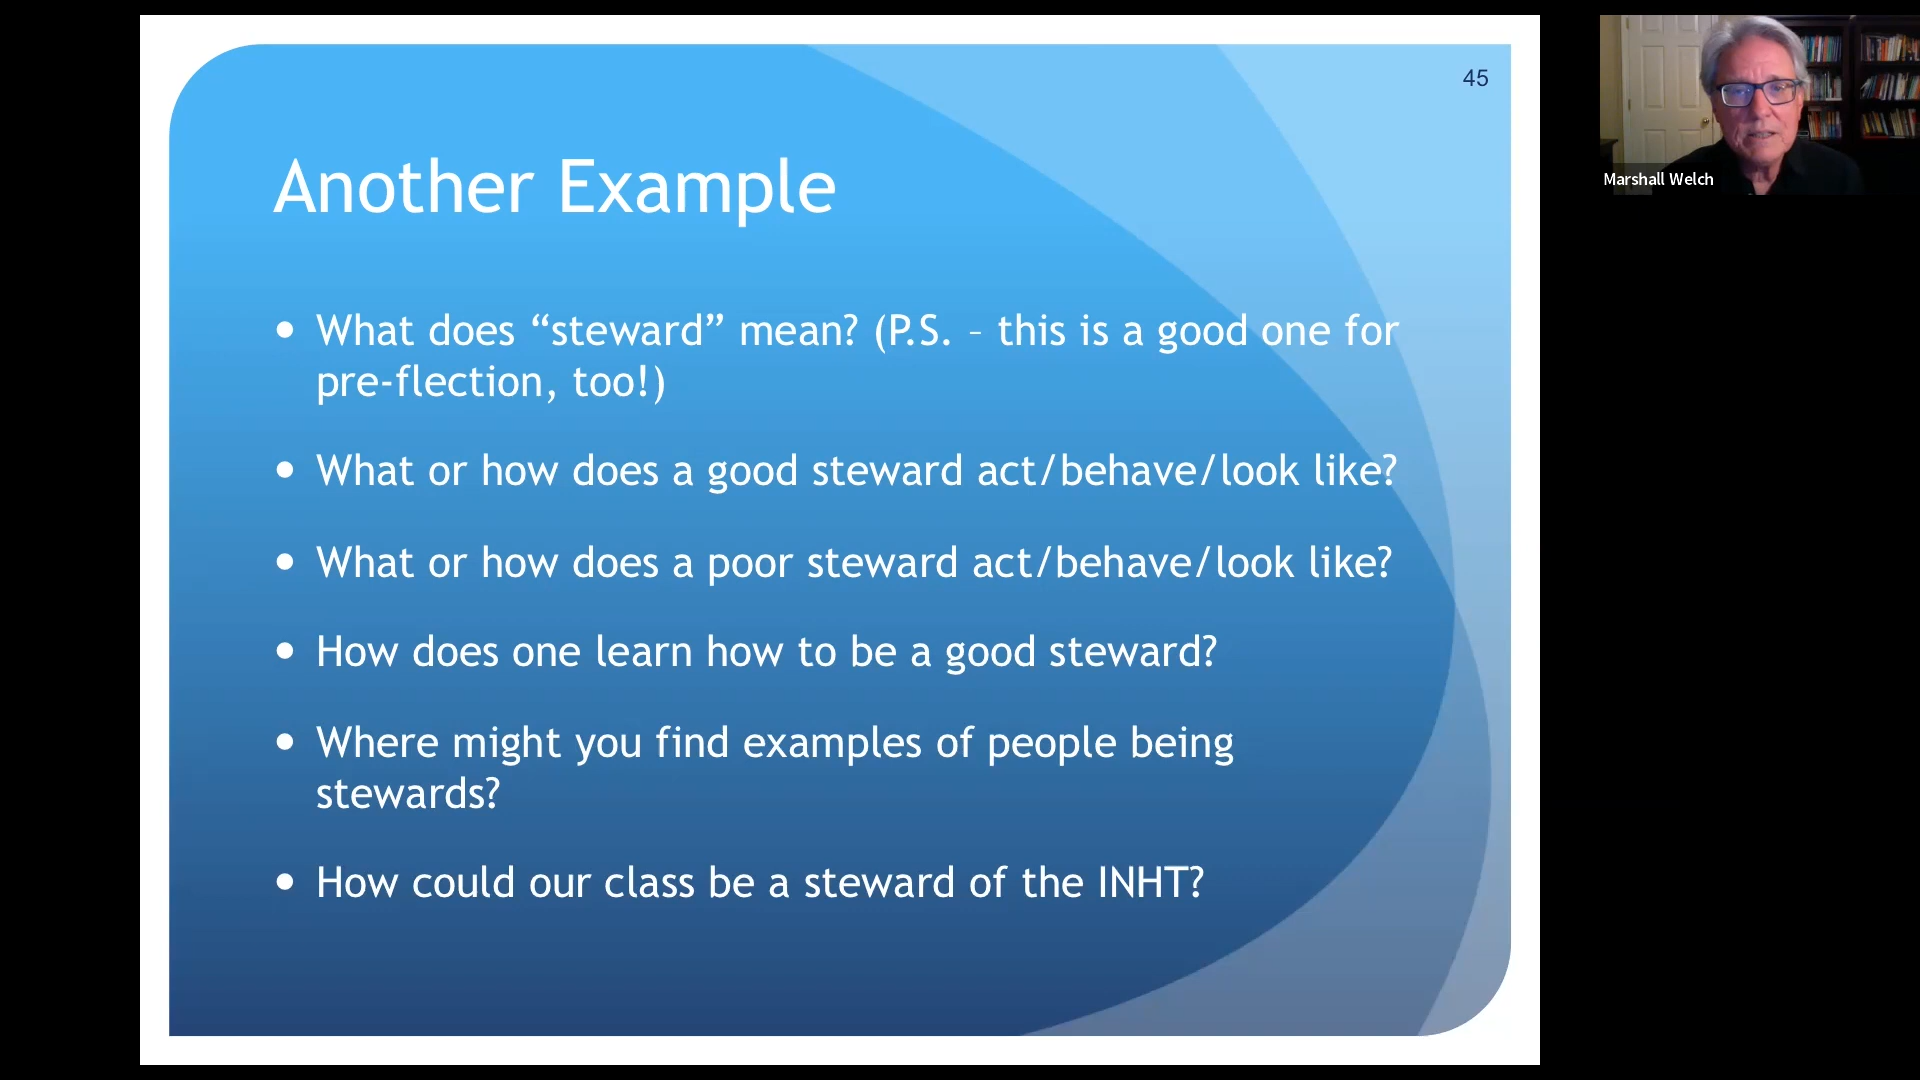 45
Another Example
• What does “steward” mean? (P.S. – this is a good one for
pre-flection, too!)
• What or how does a good steward act/behave/look like?
• What or how does a poor steward act/behave/look like?
• How does one learn how to be a good steward?
• Where might you find examples of people being
stewards?
• How could our class be a steward of the INHT?
Marshall Welch